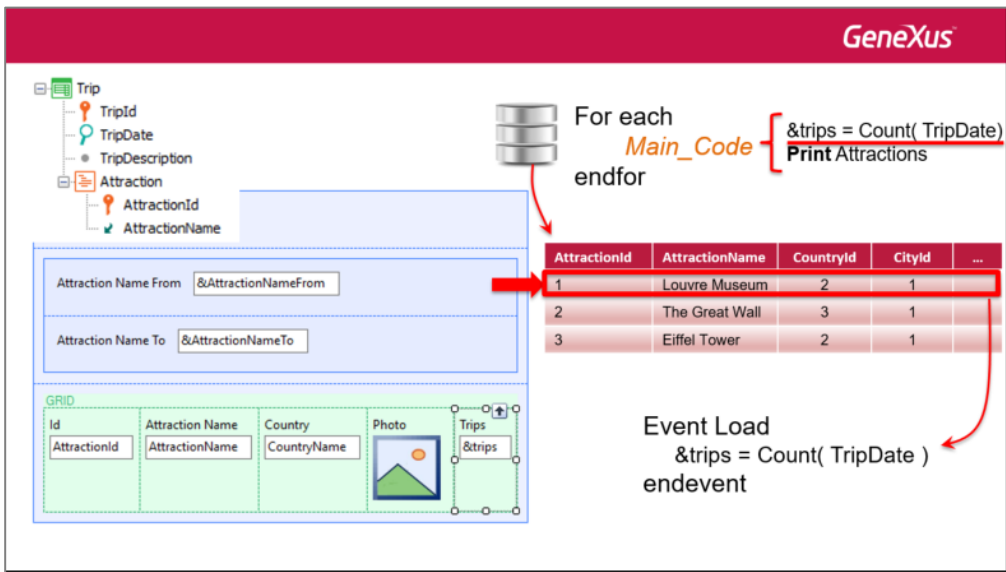 GeneXus™
Trip
TripId
TripDate
TripDescription
Attraction
AttractionId
AttractionName
For each
Main_Code
endfor
&trips = Count( TripDate)
Print Attractions
Attraction Name From &AttractionNameFrom
Attraction Name To &AttractionNameTo
AttractionId AttractionName CountryId CityId ...
1 Louvre Museum 2 1
2 The Great Wall 3 1
3 Eiffel Tower 2 1
GRID
Id Attraction Name Country Photo Trips
AttractionId AttractionName CountryName &trips
Event Load
&trips = Count( TripDate )
endevent